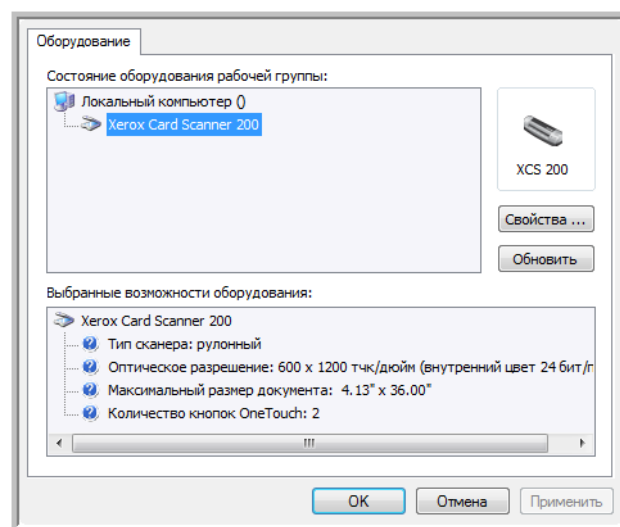 Оборудование
Состояние оборудования рабочей группы:
Локальный компьютер ()
Xerox Card Scanner 200
XCS 200
Свойства ...
Обновить
Выбранные возможности оборудования:
Xerox Card Scanner 200
Тип сканера: рулонный
Оптическое разрешение: 600 x 1200 тчк/дюйм (внутренний цвет 24 бит/п
Максимальный размер документа: 4.13" x 36.00"
Количество кнопок OneTouch: 2
OK
Отмена
Применить